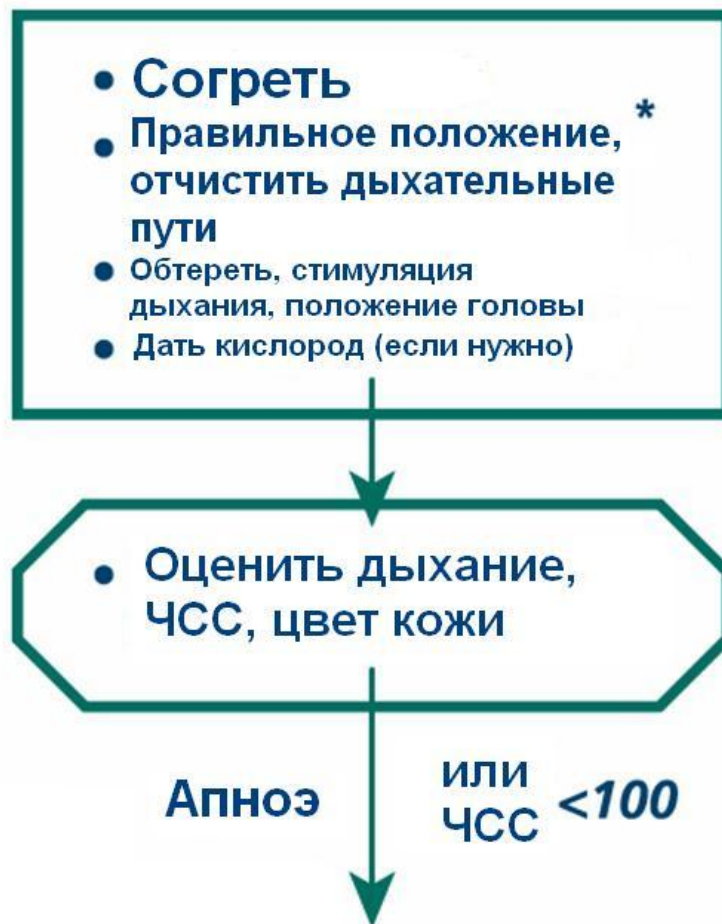 • Согреть
• Правильное положение, *
отчистить дыхательные
пути
• Обтереть, стимуляция
дыхания, положение головы
• Дать кислород (если нужно)
• Оценить дыхание,
ЧСС, цвет кожи
Апноэ
или
ЧСС <100